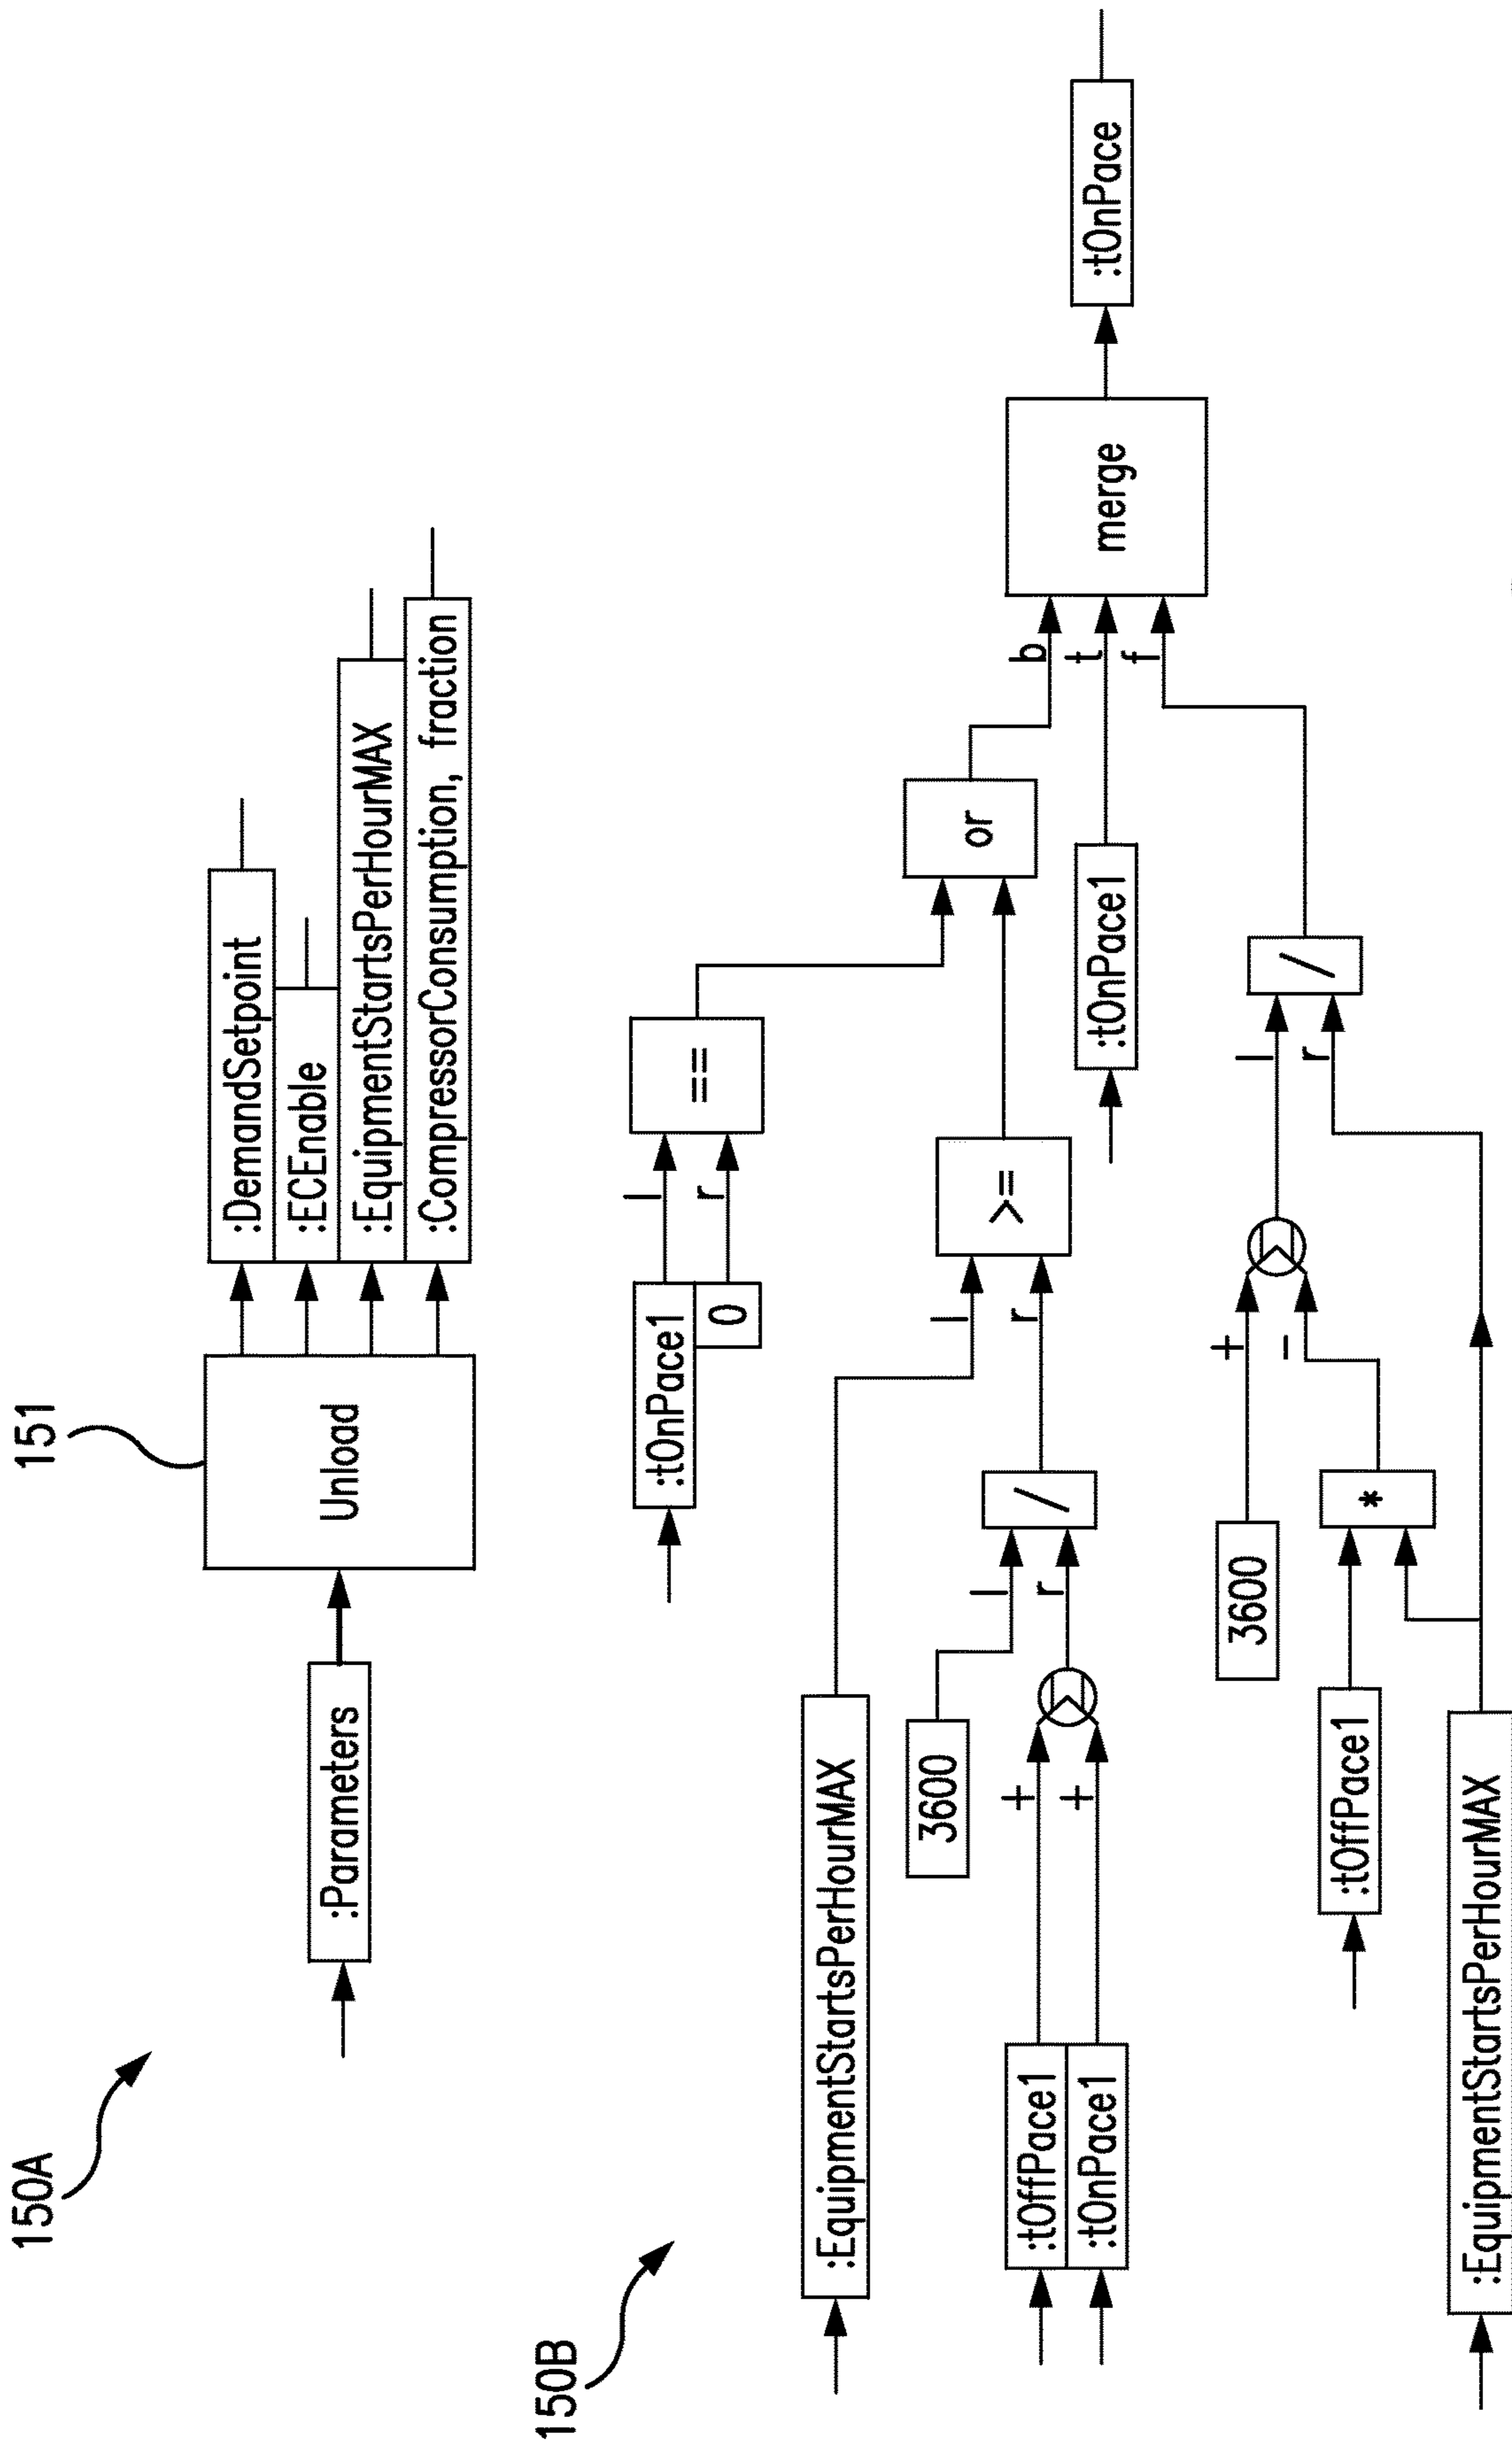 150A
:Parameters
151
Unload
:DemandSetpoint
:ECEnable
:EquipmentStartsPerHourMAX
:CompressorConsumption, fraction
150B
:tOnPace1
0
l
r
==
:EquipmentStartsPerHourMAX
3600
:tOffPace1
:tOnPace1
+
+
l
r
/
l
r
>=
or
:tOnPace1
b
t
f
merge
:tOnPace
3600
:tOffPace1
:EquipmentStartsPerHourMAX
*
+
-
l
r
/